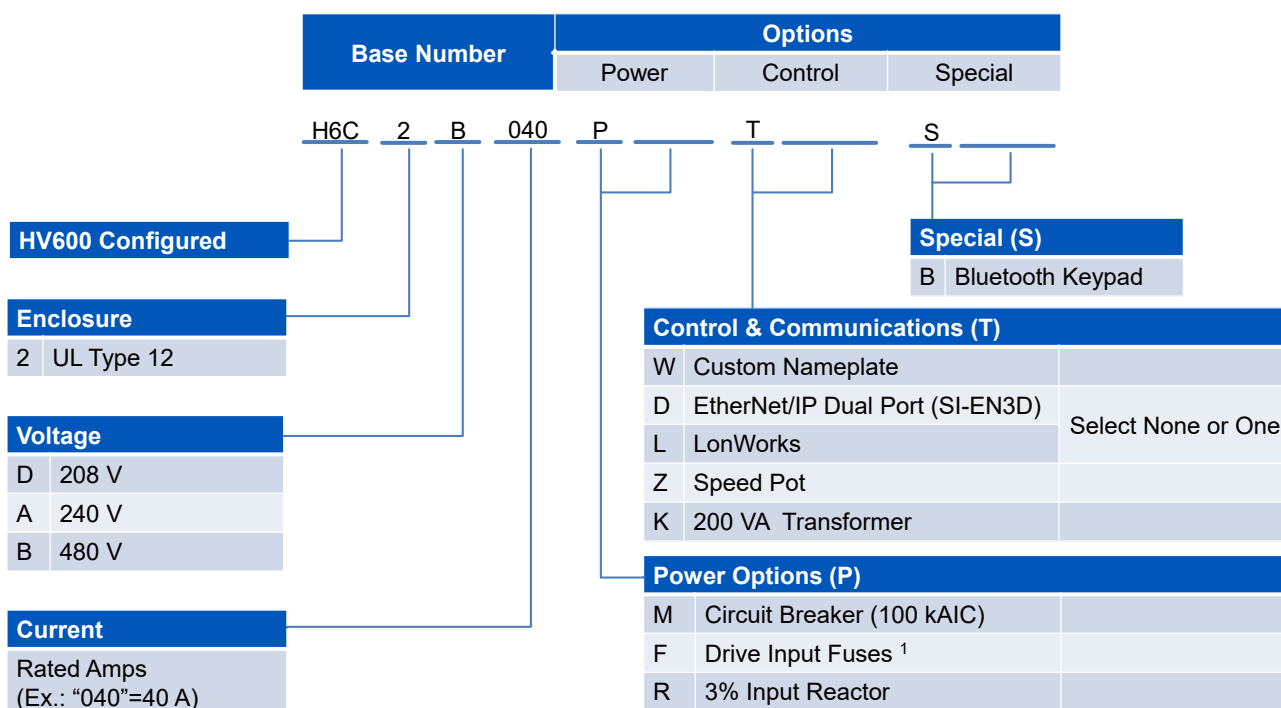 Base Number
Options
Power Control Special
H6C 2 B 040 P T S
HV600 Configured
Enclosure
2 UL Type 12
Voltage
D 208 V
A 240 V
B 480 V
Current
Rated Amps
(Ex.: “040”=40 A)
Special (S)
B Bluetooth Keypad
Control & Communications (T)
W Custom Nameplate
D EtherNet/IP Dual Port (SI-EN3D)
Select None or One
L LonWorks
Z Speed Pot
K 200 VA Transformer
Power Options (P)
M Circuit Breaker (100 kAIC)
F Drive Input Fuses 1
R 3% Input Reactor